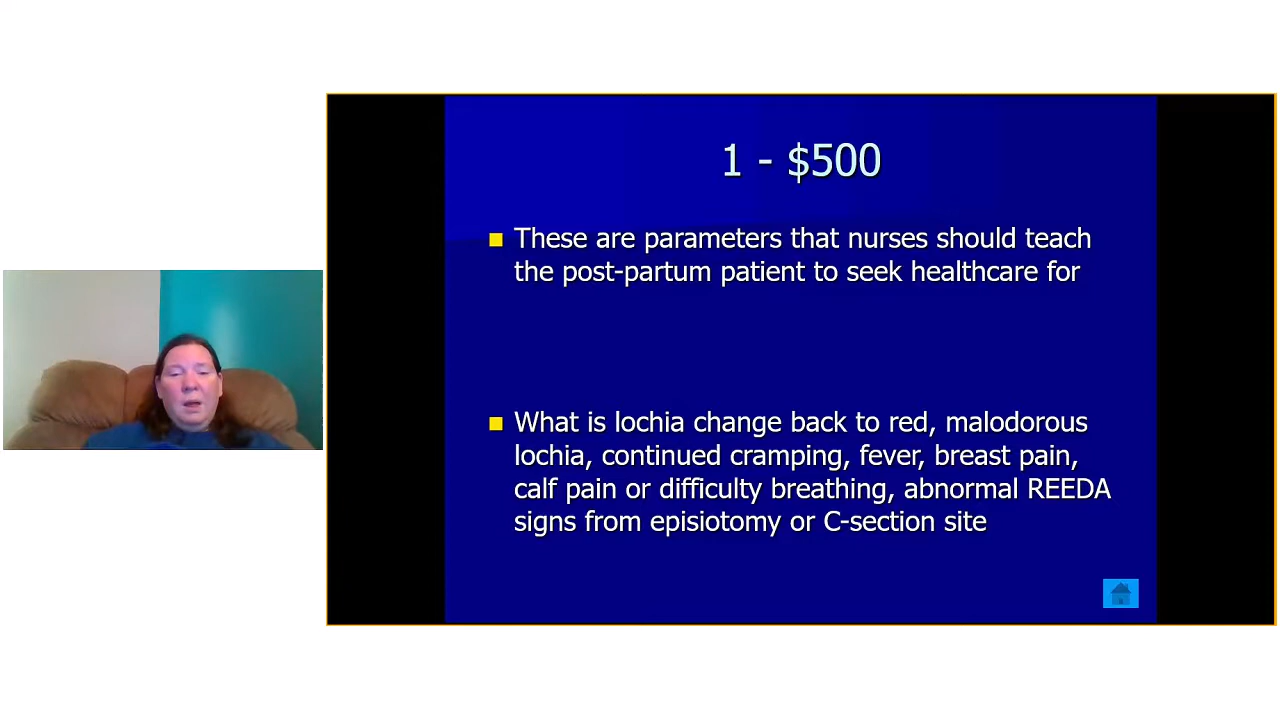 1 - $500
These are parameters that nurses should teach
the post-partum patient to seek healthcare for
What is lochia change back to red, malodorous
lochia, continued cramping, fever, breast pain,
calf pain or difficulty breathing, abnormal REEDA
signs from episiotomy or C-section site